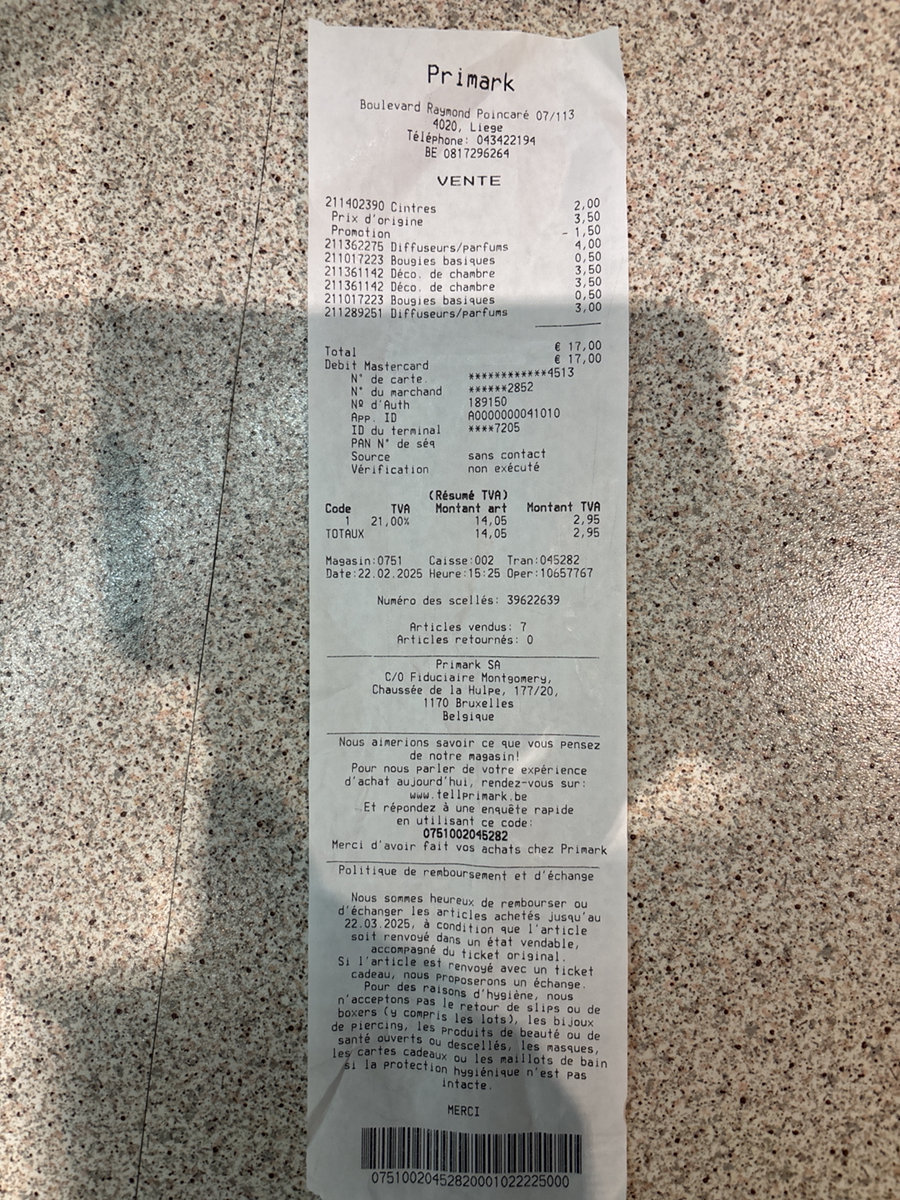 Primark
Boulevard Raymond Poincaré 07/113
4020, Liege
Téléphone: 043422194
BE 0817296264
VENTE
211402390 Cintres 2,00
Prix d'origine 3,50
Promotion - 1,50
211362275 Diffuseurs/parfums 4,00
211017223 Bougies basiques 0,50
211361142 Déco. de chambre 3,50
211361142 Déco. de chambre 3,50
211017223 Bougies basiques 0,50
211289251 Diffuseurs/parfums 3,00
Total € 17,00
Debit Mastercard € 17,00
N° de carte. ************4513
N° du marchand ******2852
Nº d'Auth 189150
App. ID A0000000041010
ID du terminal ****7205
PAN N° de séq
Source sans contact
Vérification non exécuté
(Résumé TVA)
Code TVA Montant art Montant TVA
1 21,00% 14,05 2,95
TOTAUX 14,05 2,95
Magasin:0751 Caisse:002 Tran:045282
Date:22.02.2025 Heure:15:25 Oper:10657767
Numéro des scellés: 39622639
Articles vendus: 7
Articles retournés: 0
Primark SA
C/O Fiduciaire Montgomery,
Chaussée de la Hulpe, 177/20,
1170 Bruxelles
Belgique
Nous aimerions savoir ce que vous pensez
de notre magasin!
Pour nous parler de votre expérience
d'achat aujourd'hui, rendez-vous sur:
www.tellprimark.be
Et répondez à une enquête rapide
en utilisant ce code:
0751002045282
Merci d'avoir fait vos achats chez Primark
Politique de remboursement et d'échange
Nous sommes heureux de rembourser ou
d'échanger les articles achetés jusqu'au
22.03.2025, à condition que l'article
soit renvoyé dans un état vendable,
accompagné du ticket original.
Si l'article est renvoyé avec un ticket
cadeau, nous proposerons un échange.
Pour des raisons d'hygiène, nous
n'acceptons pas le retour de slips ou de
boxers (y compris les lots), les bijoux
de piercing, les produits de beauté ou de
santé ouverts ou descellés, les masques,
les cartes cadeaux ou les maillots de bain
si la protection hygiénique n'est pas
intacte.
MERCI
07510020452820001022225000